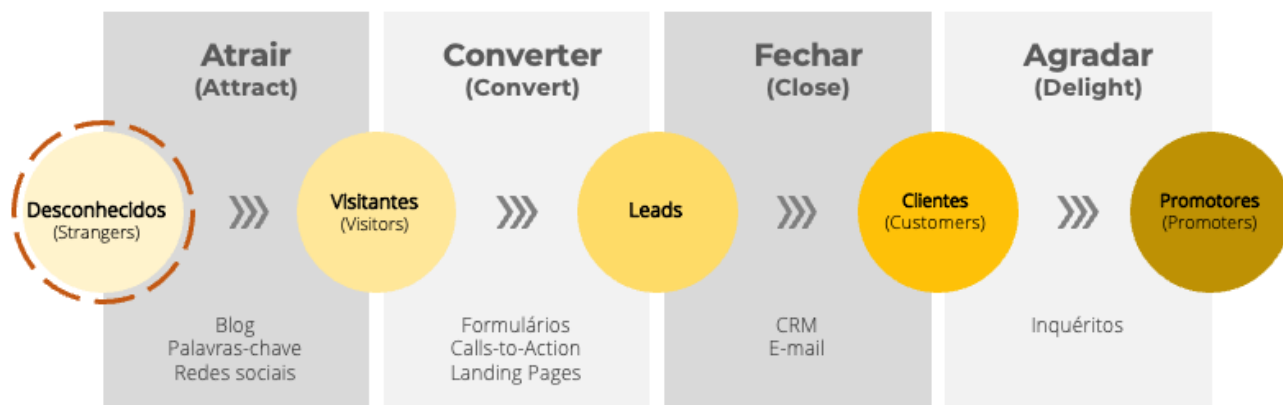 Atrair
(Attract)
Converter
(Convert)
Fechar
(Close)
Agradar
(Delight)
Desconhecidos
(Strangers)
Visitantes
(Visitors)
Leads
Clientes
(Customers)
Promotores
(Promoters)
Blog
Palavras-chave
Redes sociais
Formulários
Calls-to-Action
Landing Pages
CRM
E-mail
Inquéritos